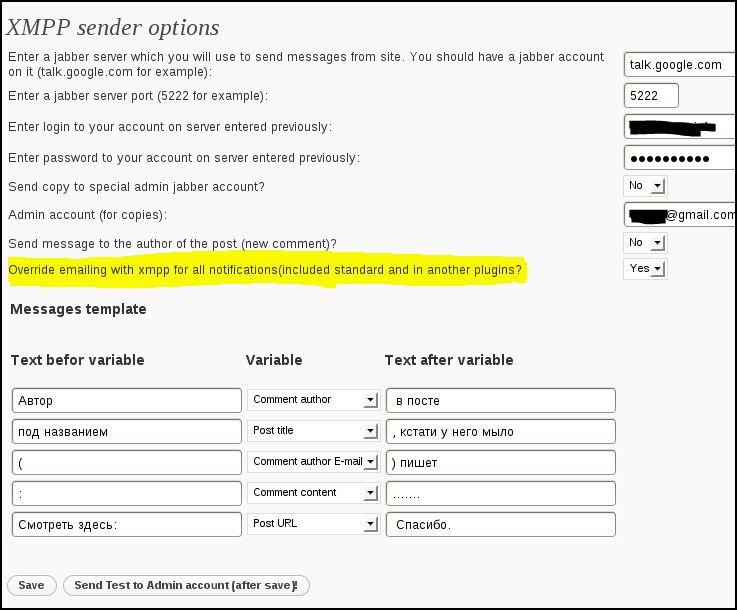 XMPP sender options
Enter a jabber server which you will use to send messages from site. You should have a jabber account
on it (talk.google.com for example):
talk.google.com
Enter a jabber server port (5222 for example):
5222
Enter login to your account on server entered previously:
Enter password to your account on server entered previously:
●●●●●●●●●●
Send copy to special admin jabber account?
No
Admin account (for copies):
@gmail.com
Send message to the author of the post (new comment)?
No
Override emailing with xmpp for all notifications(included standard and in another plugins?
Yes
Messages template
Text befor variable Variable Text after variable
Автор Comment author в посте
под названием Post title , кстати у него мыло
( Comment author E-mail ) пишет
: Comment content .......
Смотреть здесь: Post URL Спасибо.
Save Send Test to Admin account (after save)!